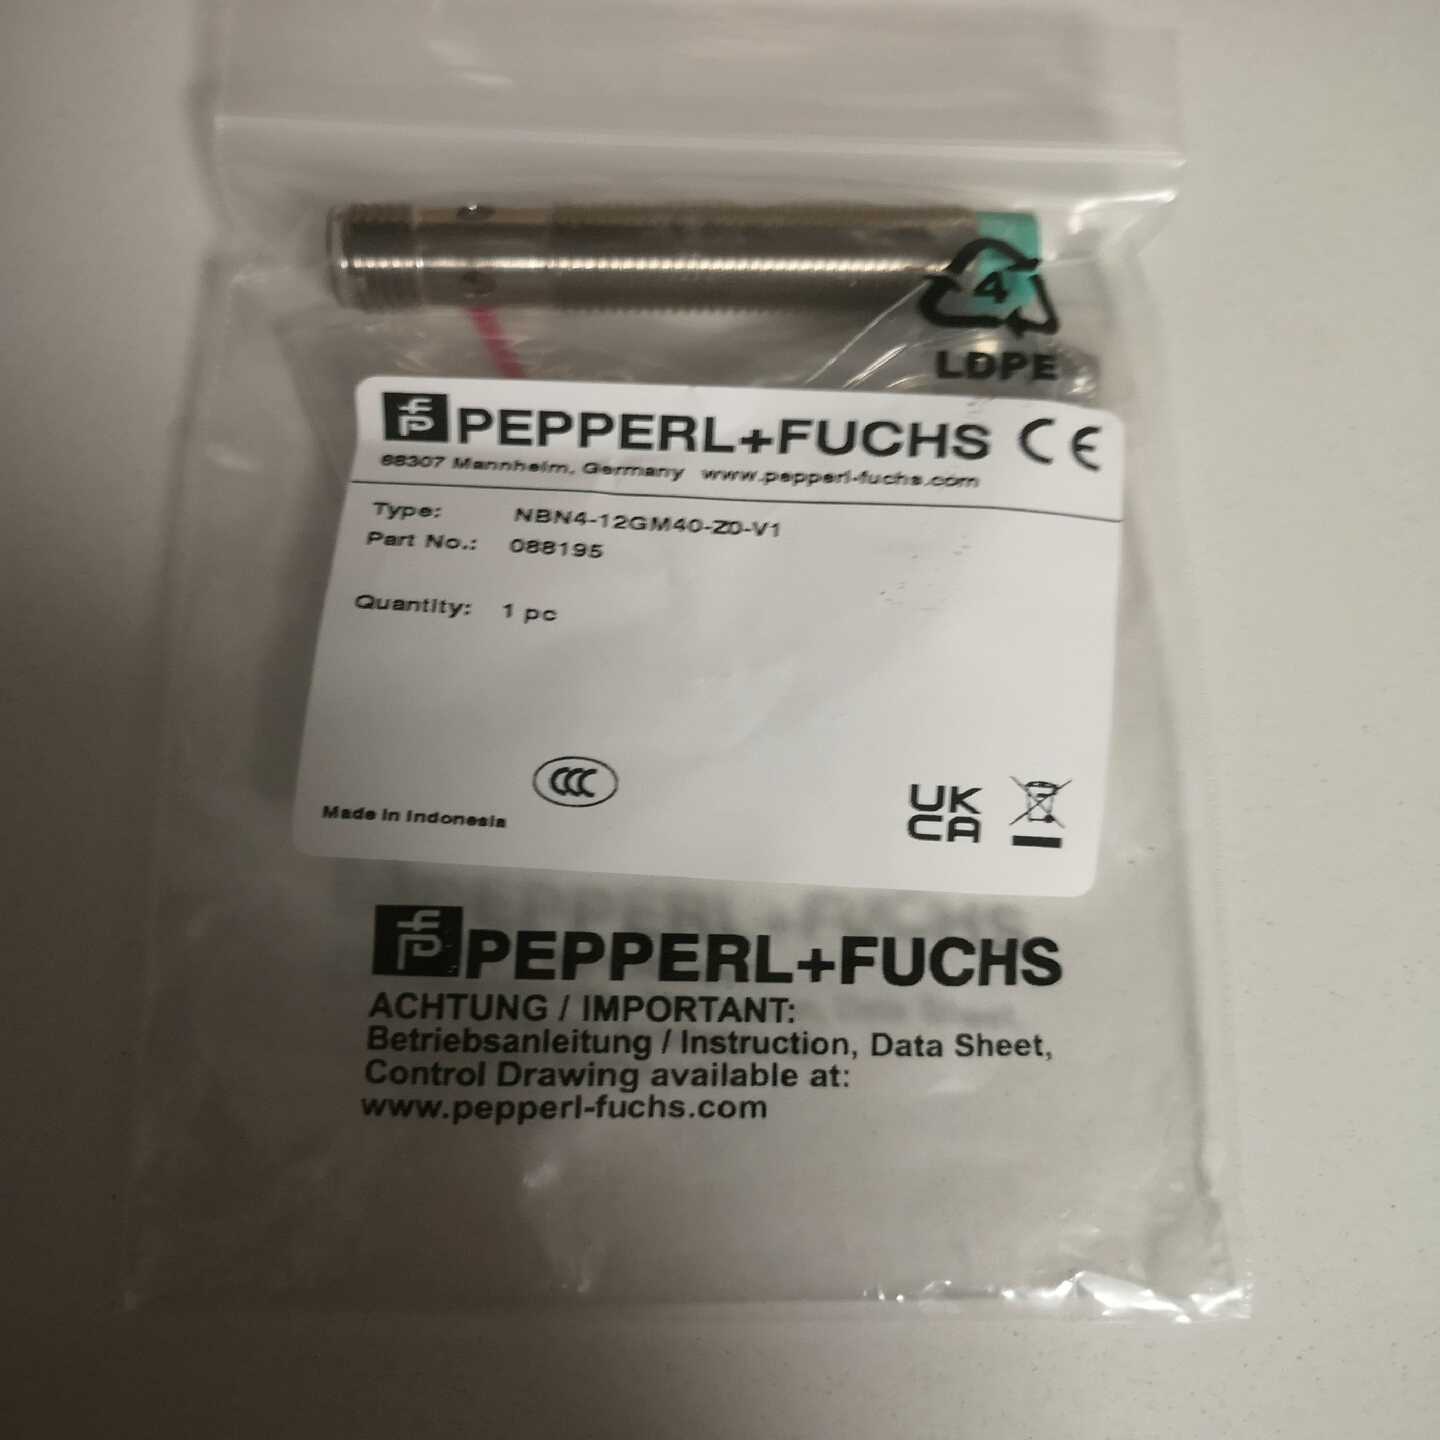 4
LDPE
PEPPERL+FUCHS CE
68307 Mannheim, Germany www.pepperl-fuchs.com
Type: NBN4-12GM40-Z0-V1
Part No.: 088195
Quantity: 1 pc
CCC
Made in Indonesia
UK
CA
PEPPERL+FUCHS
ACHTUNG / IMPORTANT:
Betriebsanleitung / Instruction, Data Sheet,
Control Drawing available at:
www.pepperl-fuchs.com